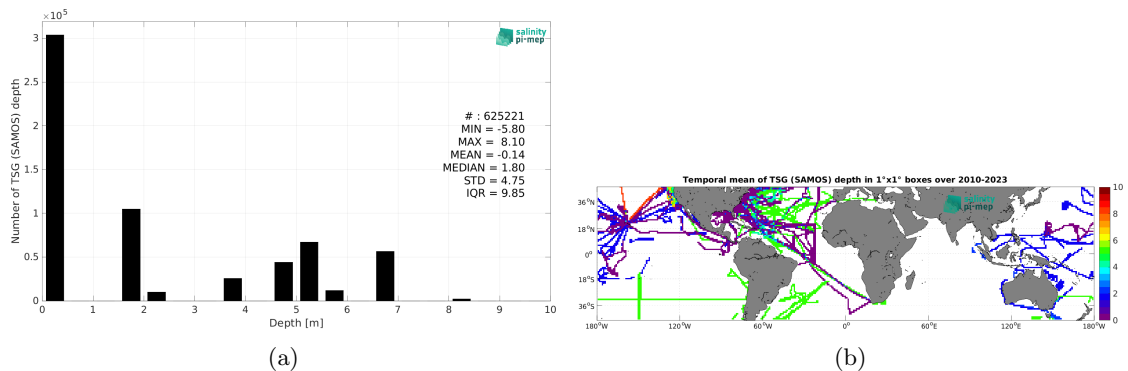 ×10⁵
3
2.5
2
1.5
1
0.5
0
Number of TSG (SAMOS) depth
salinity
pi-mep
# : 625221
MIN = -5.80
MAX = 8.10
MEAN = -0.14
MEDIAN = 1.80
STD = 4.75
IQR = 9.85
0 1 2 3 4 5 6 7 8 9 10
Depth [m]
(a)
Temporal mean of TSG (SAMOS) depth in 1°x1° boxes over 2010-2023
salinity
pi-mep
36°N
18°N
0°
18°S
36°S
180°W 120°W 60°W 0° 60°E 120°E 180°E
10
8
6
4
2
0
(b)